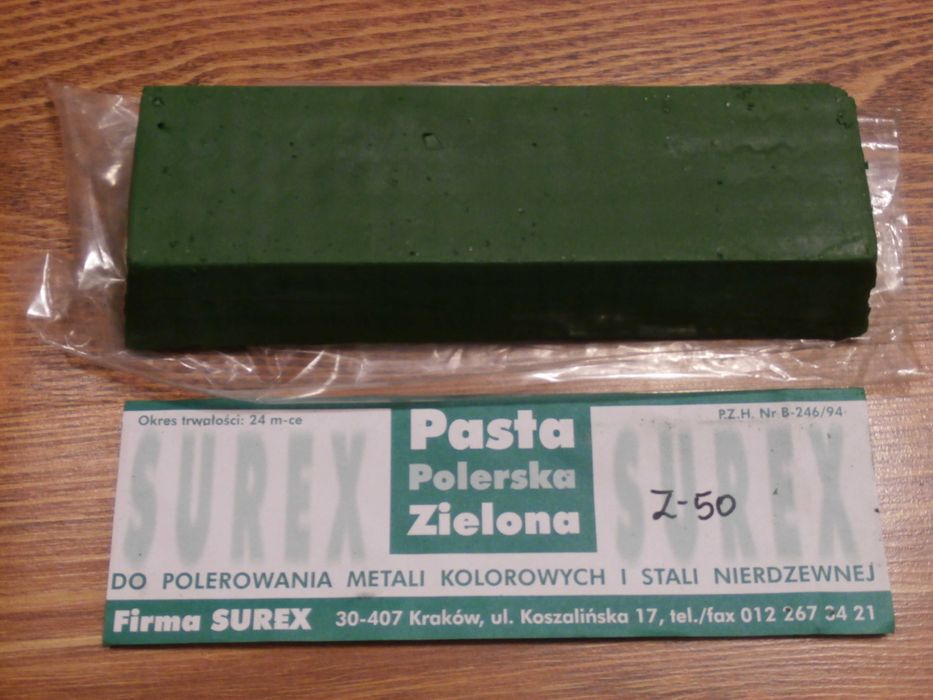 Okres trwałości: 24 m-ce
P.Z.H. Nr B-246/94
SUREX
Pasta
Polerska
Zielona
SUREX
Z-50
DO POLEROWANIA METALI KOLOROWYCH I STALI NIERDZEWNEJ
Firma SUREX 30-407 Kraków, ul. Koszalińska 17, tel./fax 012 267 34 21